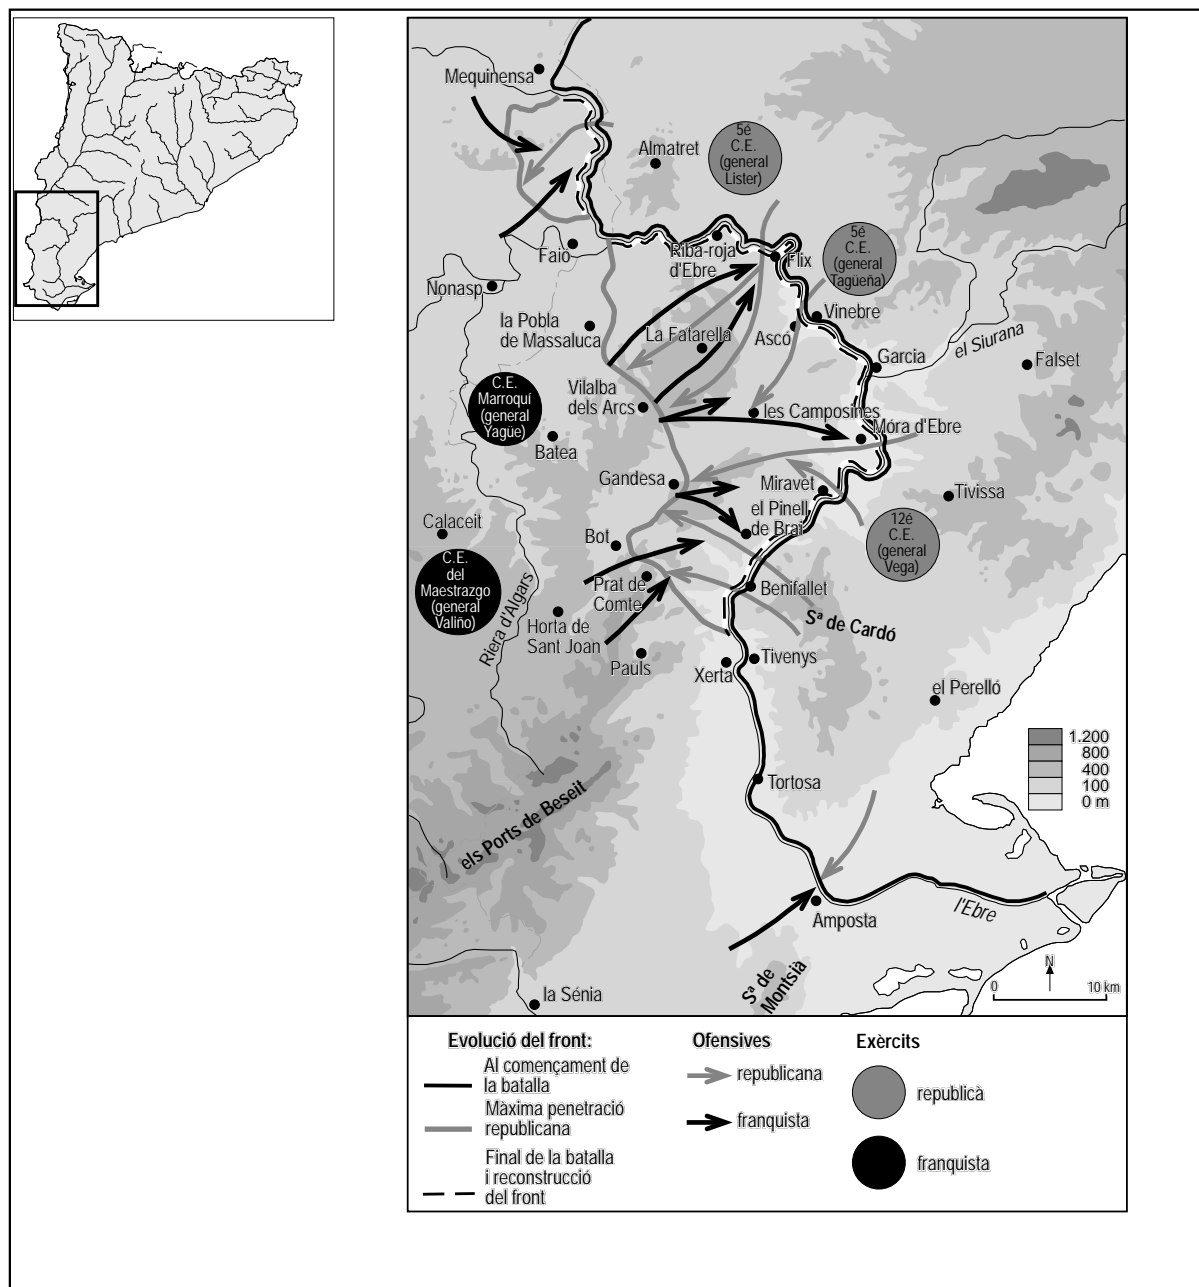 Mequinensa
Almatret
5é
C.E.
(general
Lister)
Faió
Riba-roja
d'Ebre
Flix
5é
C.E.
(general
Tagüeña)
Nonasp
la Pobla
de Massaluca
La Fatarella
Ascó
Vinebre
Garcia
el Siurana
Falset
C.E.
Marroquí
(general
Yagüe)
Vilalba
dels Arcs
les Camposines
Móra d'Ebre
Batea
Gandesa
Miravet
Tivissa
el Pinell
de Brai
12é
C.E.
(general
Vega)
Calaceit
Bot
C.E.
del
Maestrazgo
(general
Valiño)
Riera d'Algars
Prat de
Comte
Benifallet
Sª de Cardó
Horta de
Sant Joan
Pauls
Xerta
Tivenys
el Perelló
1.200
800
400
100
0 m
Tortosa
els Ports de Beseit
Amposta
l'Ebre
Sª de
Montsià
la Sénia
N
0
10 km
Evolució del front:
Al començament de
la batalla
Màxima penetració
republicana
Final de la batalla
i reconstrucció
del front
Ofensives
republicana
franquista
Exèrcits
republicà
franquista